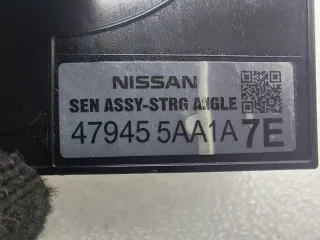 NISSAN
SEN ASSY-STRG ANGLE
47945 5AA1A 7E